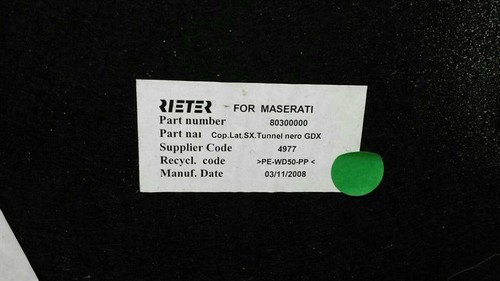 RIETER FOR MASERATI
Part number 80300000
Part nai Cop.Lat.SX.Tunnel nero GDX
Supplier Code 4977
Recycl. code >PE-WD50-PP <
Manuf. Date 03/11/2008